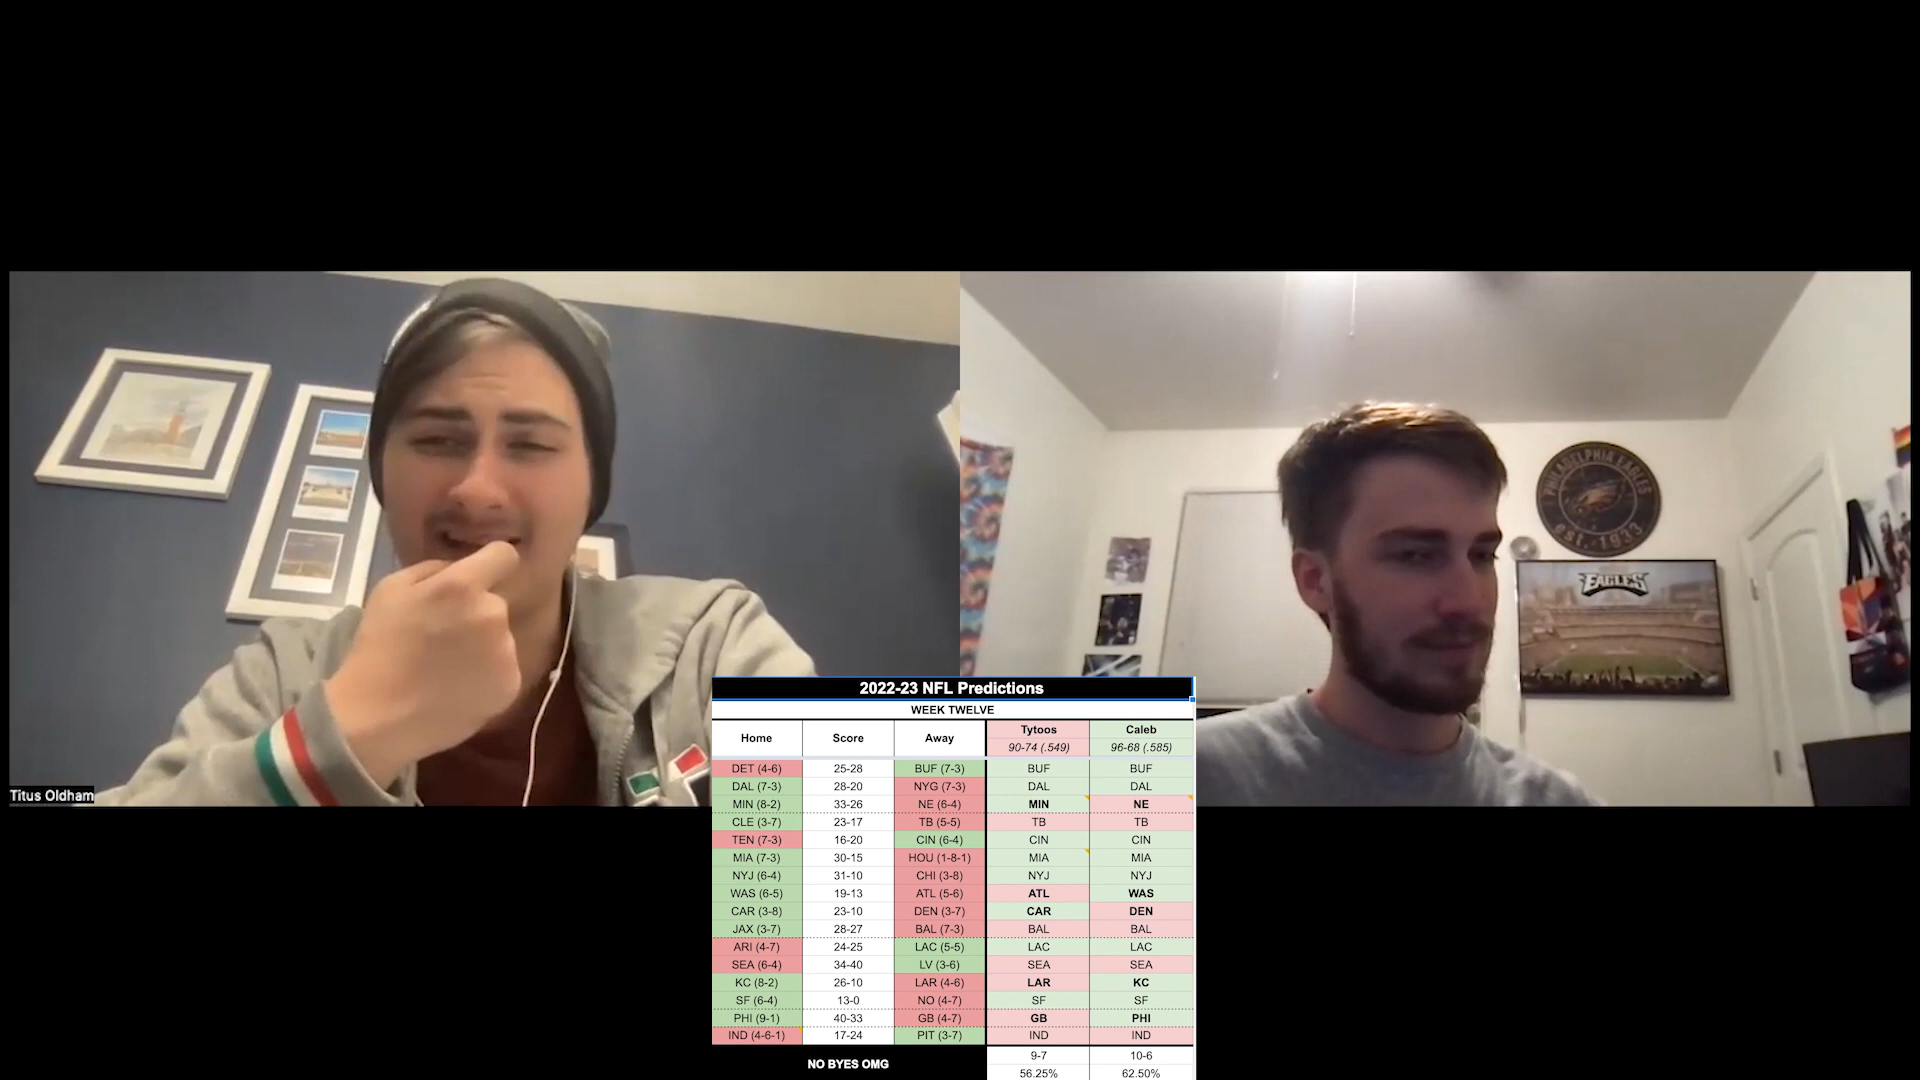 PHILADELPHIA EAGLES
est. 1933
EAGLES
Titus Oldham
2022-23 NFL Predictions
WEEK TWELVE
Home Score Away Tytoos Caleb
90-74 (.549) 96-68 (.585)
DET (4-6) 25-28 BUF (7-3) BUF BUF
DAL (7-3) 28-20 NYG (7-3) DAL DAL
MIN (8-2) 33-26 NE (6-4) MIN NE
CLE (3-7) 23-17 TB (5-5) TB TB
TEN (7-3) 16-20 CIN (6-4) CIN CIN
MIA (7-3) 30-15 HOU (1-8-1) MIA MIA
NYJ (6-4) 31-10 CHI (3-8) NYJ NYJ
WAS (6-5) 19-13 ATL (5-6) ATL WAS
CAR (3-8) 23-10 DEN (3-7) CAR DEN
JAX (3-7) 28-27 BAL (7-3) BAL BAL
ARI (4-7) 24-25 LAC (5-5) LAC LAC
SEA (6-4) 34-40 LV (3-6) SEA SEA
KC (8-2) 26-10 LAR (4-6) LAR KC
SF (6-4) 13-0 NO (4-7) SF SF
PHI (9-1) 40-33 GB (4-7) GB PHI
IND (4-6-1) 17-24 PIT (3-7) IND IND
NO BYES OMG
9-7 10-6
56.25% 62.50%